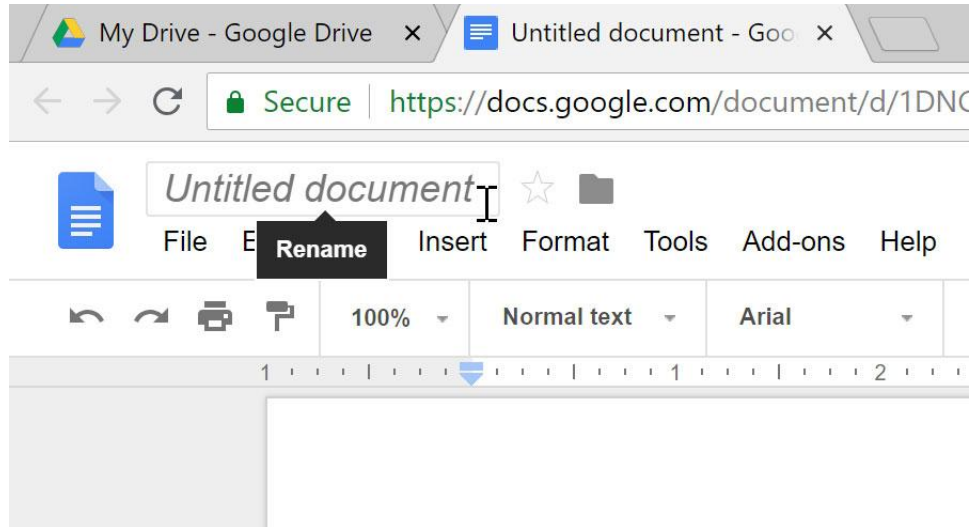 My Drive - Google Drive Untitled document - Goo
Secure https://docs.google.com/document/d/1DNC
Untitled document
File E Insert Format Tools Add-ons Help
Rename
100% Normal text Arial
1 1 2